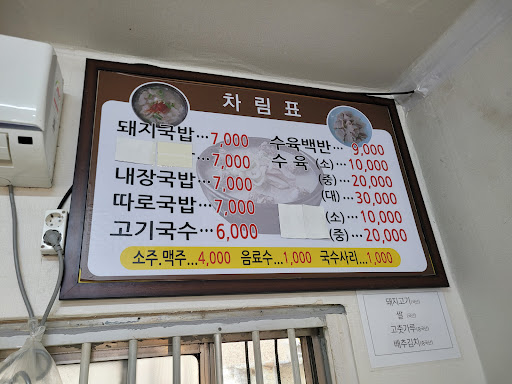 차림표
돼지국밥...7,000
...7,000
내장국밥...7,000
따로국밥...7,000
고기국수...6,000
수육백반... 9,000
수 육 (소)...10,000
(중)...20,000
(대)...30,000
(소)...10,000
(중)...20,000
소주.맥주...4,000 음료수...1,000 국수사리...1,000
돼지고기
쌀
고춧가루
배추김치